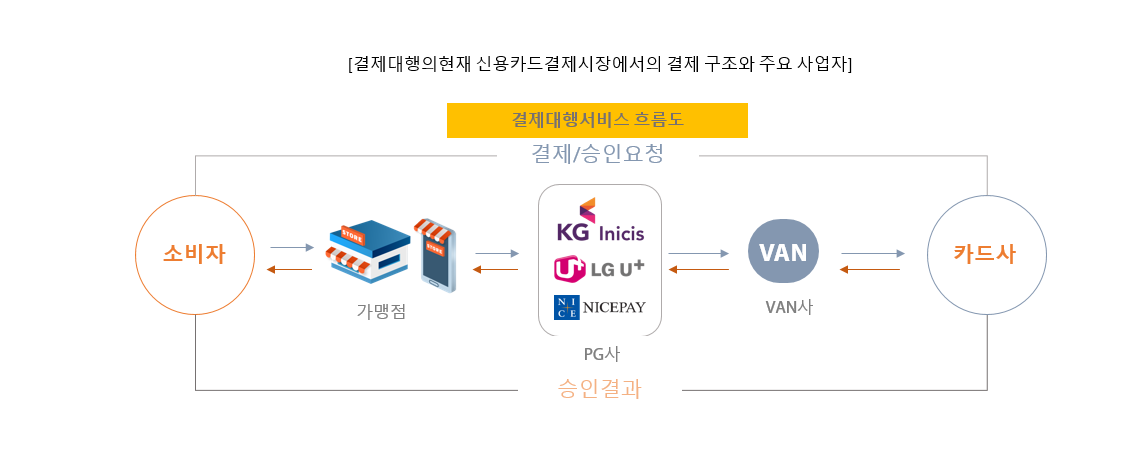 [결제대행의현재 신용카드결제시장에서의 결제 구조와 주요 사업자]
결제대행서비스 흐름도
결제/승인요청
소비자
STORE
STORE
가맹점
KG Inicis
U+ LG U+
NICE NICEPAY
PG사
VAN
VAN사
카드사
승인결과